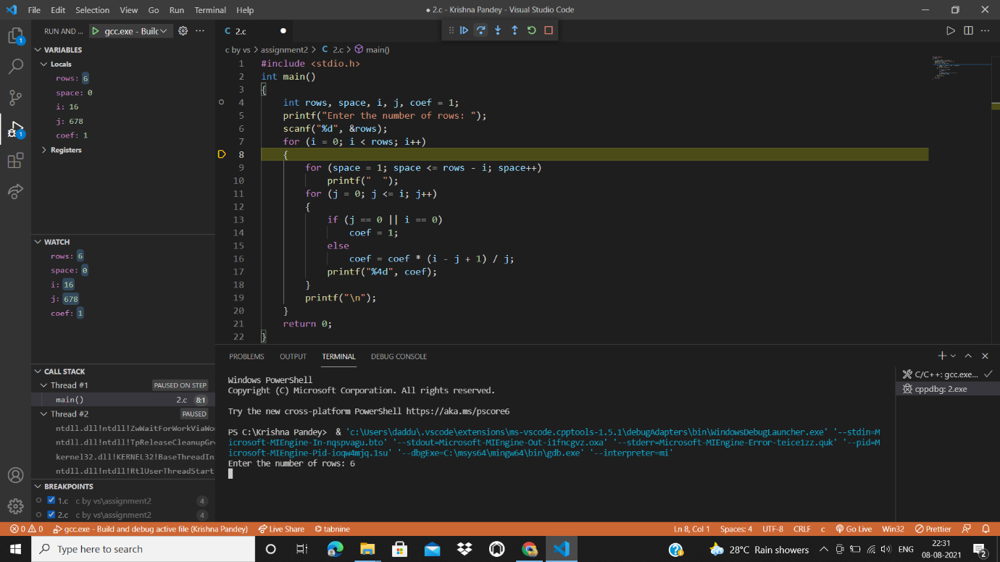 File Edit Selection View Go Run Terminal Help
● 2.c - Krishna Pandey - Visual Studio Code
RUN AND ... gcc.exe - Builc
VARIABLES
Locals
rows: 6
space: 0
i: 16
j: 678
coef: 1
Registers
WATCH
rows: 6
space: 0
i: 16
j: 678
coef: 1
CALL STACK
Thread #1 PAUSED ON STEP
main() 2.c 8:1
Thread #2 PAUSED
ntdll.dll!ntdll!ZwWaitForWorkViaWo
ntdll.dll!ntdll!TpReleaseCleanupGr
kernel32.dll!KERNEL32!BaseThreadIn
ntdll.dll!ntdll!RtlUserThreadStart
BREAKPOINTS
1.c c by vs\assignment2 4
2.c c by vs\assignment2 4
1
1
C 2.c ●
c by vs > assignment2 > C 2.c > main()
1 #include <stdio.h>
2 int main()
3 {
4 int rows, space, i, j, coef = 1;
5 printf("Enter the number of rows: ");
6 scanf("%d", &rows);
7 for (i = 0; i < rows; i++)
8 {
9 for (space = 1; space <= rows - i; space++)
10 printf("  ");
11 for (j = 0; j <= i; j++)
12 {
13 if (j == 0 || i == 0)
14 coef = 1;
15 else
16 coef = coef * (i - j + 1) / j;
17 printf("%4d", coef);
18 }
19 printf("\n");
20 }
21 return 0;
22 }
PROBLEMS OUTPUT TERMINAL DEBUG CONSOLE
Windows PowerShell
Copyright (C) Microsoft Corporation. All rights reserved.
Try the new cross-platform PowerShell https://aka.ms/pscore6
PS C:\Krishna Pandey>  & 'c:\Users\daddu\.vscode\extensions\ms-vscode.cpptools-1.5.1\debugAdapters\bin\WindowsDebugLauncher.exe' '--stdin=M
icrosoft-MIEngine-In-nqspvagu.bto' '--stdout=Microsoft-MIEngine-Out-i1fncgvz.oxa' '--stderr=Microsoft-MIEngine-Error-teice1zz.quk' '--pid=M
icrosoft-MIEngine-Pid-ioqw4mjq.1su' '--dbgExe=C:\msys64\mingw64\bin\gdb.exe' '--interpreter=mi'
Enter the number of rows: 6
C/C++: gcc.exe...
cppdbg: 2.exe
0 0 gcc.exe - Build and debug active file (Krishna Pandey) Live Share tabnine Ln 8, Col 1 Spaces: 4 UTF-8 CRLF c Go Live Win32 Prettier
Type here to search
28°C Rain showers ENG 22:31
08-08-2021 2